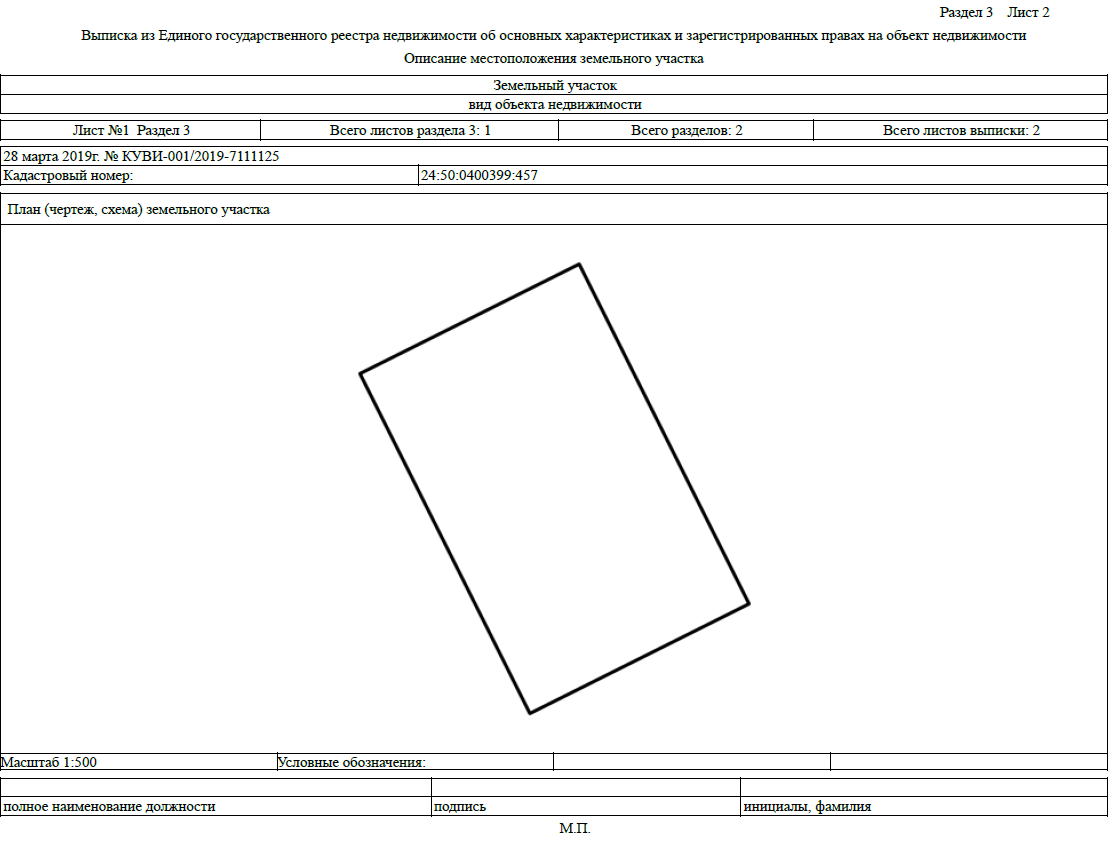 Раздел 3 Лист 2
Выписка из Единого государственного реестра недвижимости об основных характеристиках и зарегистрированных правах на объект недвижимости
Описание местоположения земельного участка
Земельный участок
вид объекта недвижимости
Лист №1 Раздел 3 Всего листов раздела 3: 1 Всего разделов: 2 Всего листов выписки: 2
28 марта 2019г. № КУВИ-001/2019-7111125
Кадастровый номер: 24:50:0400399:457
План (чертеж, схема) земельного участка
Масштаб 1:500 Условные обозначения:
полное наименование должности подпись инициалы, фамилия
М.П.